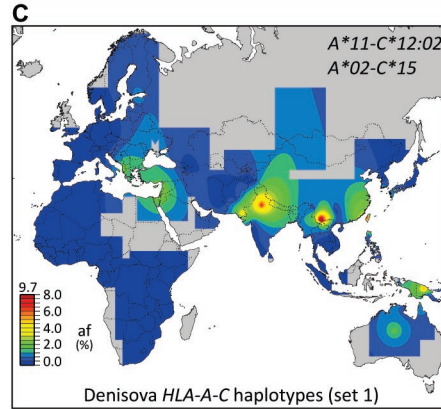 C
A*11-C*12:02
A*02-C*15
9.7
8.0
6.0
4.0
2.0
0.0
af
(%)
Denisova HLA-A-C haplotypes (set 1)